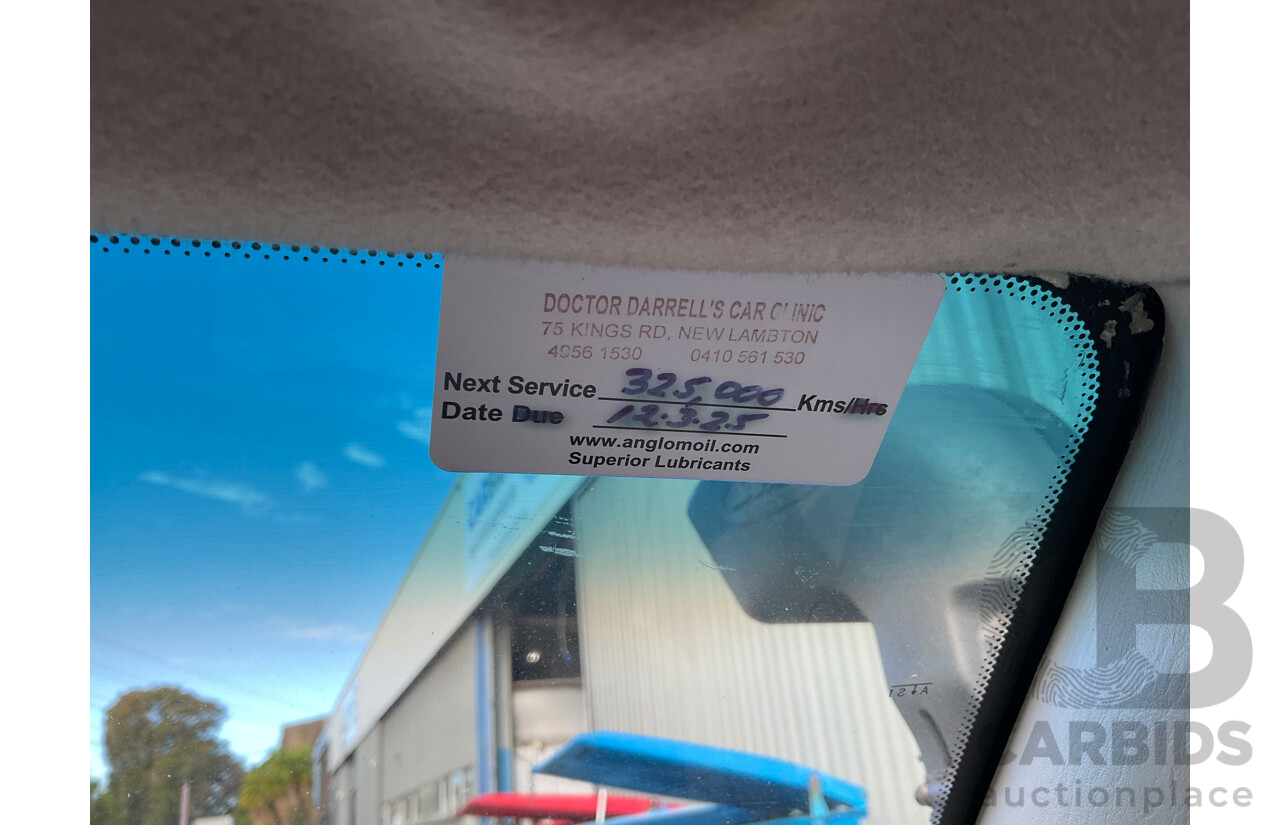 DOCTOR DARRELL'S CAR CLINIC
75 KINGS RD, NEW LAMBTON
4956 1530 0410 561 530
Next Service 325,000 Kms/Hrs
Date Due 12.3.25
www.anglomoil.com
Superior Lubricants
CARBIDS
auctionplace